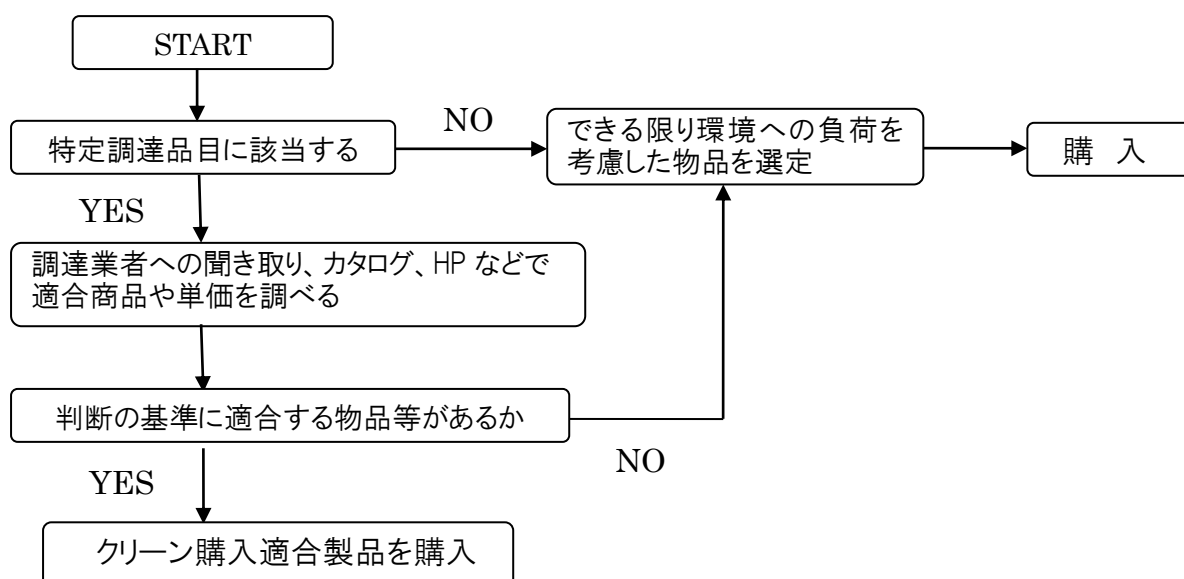 START
特定調達品目に該当する
NO
できる限り環境への負荷を
考慮した物品を選定
購 入
YES
調達業者への聞き取り、カタログ、HP などで
適合商品や単価を調べる
判断の基準に適合する物品等があるか
NO
YES
クリーン購入適合製品を購入